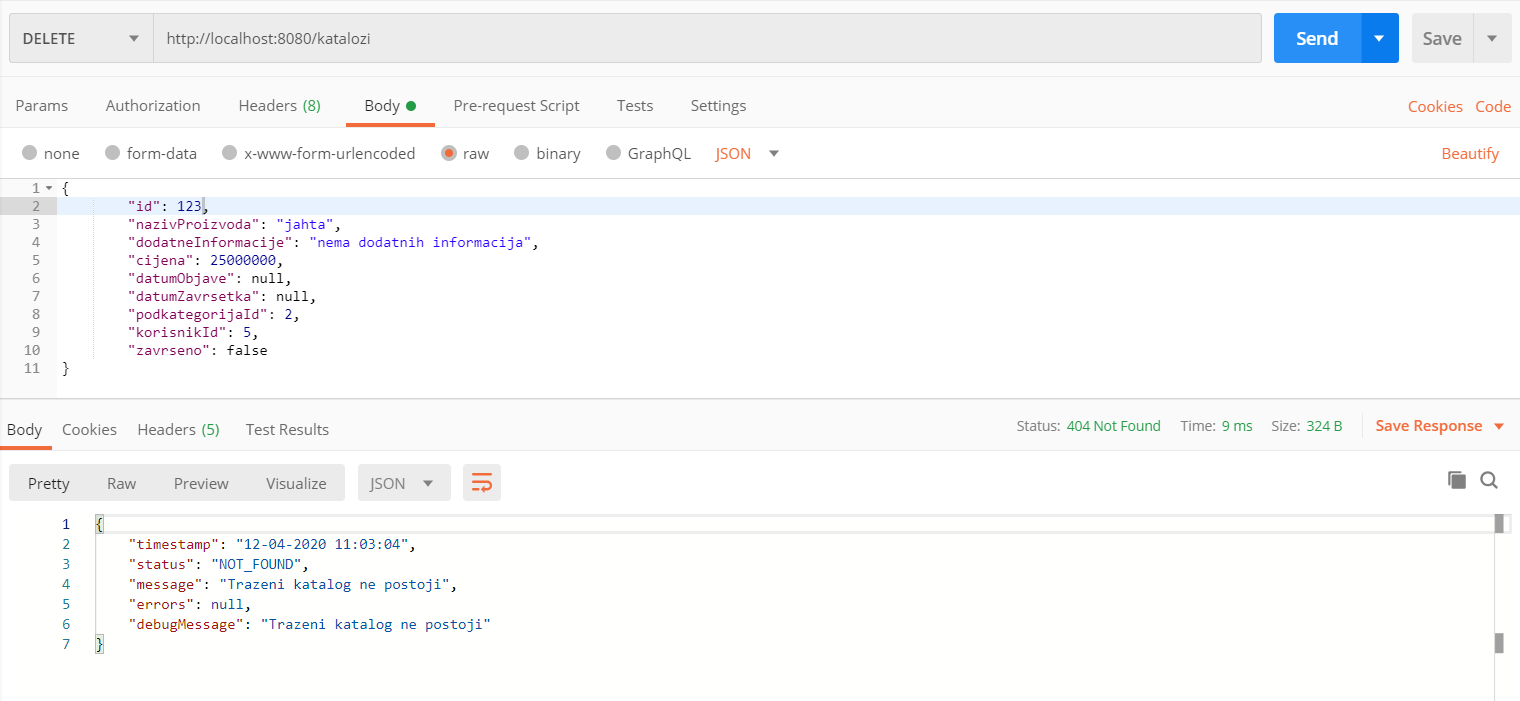 DELETE http://localhost:8080/katalozi Send Save
Params Authorization Headers (8) Body Pre-request Script Tests Settings Cookies Code
none form-data x-www-form-urlencoded raw binary GraphQL JSON Beautify
1 {
2 "id": 123,
3 "nazivProizvoda": "jahta",
4 "dodatneInformacije": "nema dodatnih informacija",
5 "cijena": 25000000,
6 "datumObjave": null,
7 "datumZavrsetka": null,
8 "podkategorijaId": 2,
9 "korisnikId": 5,
10 "zavrseno": false
11 }
Body Cookies Headers (5) Test Results Status: 404 Not Found Time: 9 ms Size: 324 B Save Response
Pretty Raw Preview Visualize JSON
1 {
2 "timestamp": "12-04-2020 11:03:04",
3 "status": "NOT_FOUND",
4 "message": "Trazeni katalog ne postoji",
5 "errors": null,
6 "debugMessage": "Trazeni katalog ne postoji"
7 }